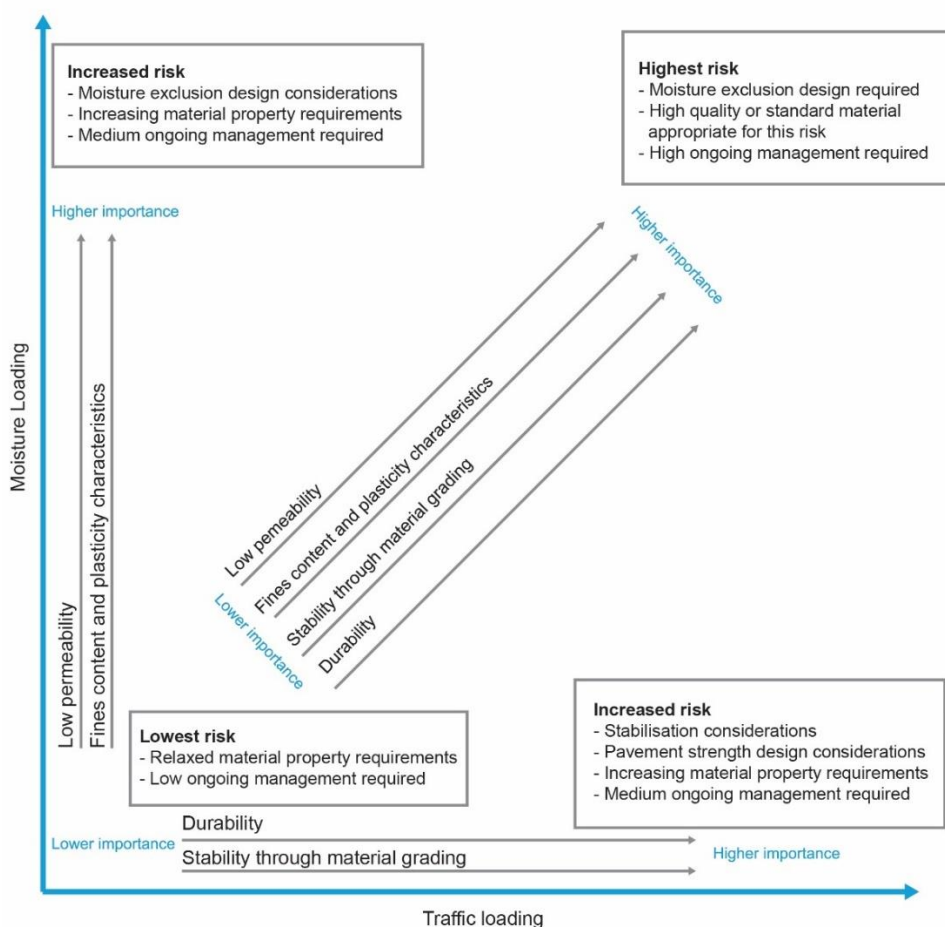 Increased risk
- Moisture exclusion design considerations
- Increasing material property requirements
- Medium ongoing management required
Highest risk
- Moisture exclusion design required
- High quality or standard material
appropriate for this risk
- High ongoing management required
Higher importance
Higher importance
Moisture Loading
Low permeability
Fines content and plasticity characteristics
Low permeability
Fines content and plasticity characteristics
Stability through material grading
Durability
Lower importance
Lowest risk
- Relaxed material property requirements
- Low ongoing management required
Increased risk
- Stabilisation considerations
- Pavement strength design considerations
- Increasing material property requirements
- Medium ongoing management required
Lower importance
Durability
Stability through material grading
Higher importance
Traffic loading